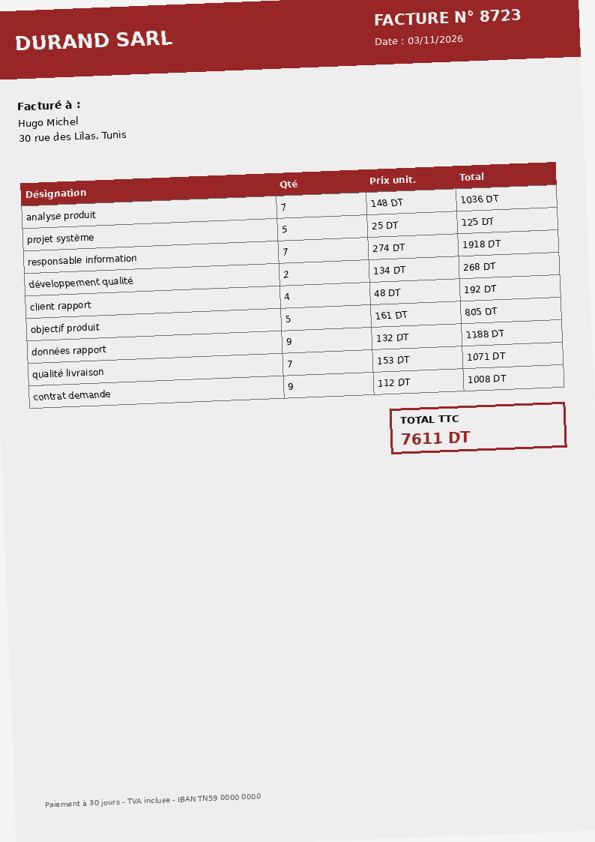 DURAND SARL
FACTURE N° 8723
Date : 03/11/2026
Facturé à :
Hugo Michel
30 rue des Lilas, Tunis
Désignation Qté Prix unit. Total
analyse produit 7 148 DT 1036 DT
projet système 5 25 DT 125 DT
responsable information 7 274 DT 1918 DT
développement qualité 2 134 DT 268 DT
client rapport 4 48 DT 192 DT
objectif produit 5 161 DT 805 DT
données rapport 9 132 DT 1188 DT
qualité livraison 7 153 DT 1071 DT
contrat demande 9 112 DT 1008 DT
TOTAL TTC
7611 DT
Paiement à 30 jours - TVA incluse - IBAN TN59 0000 0000